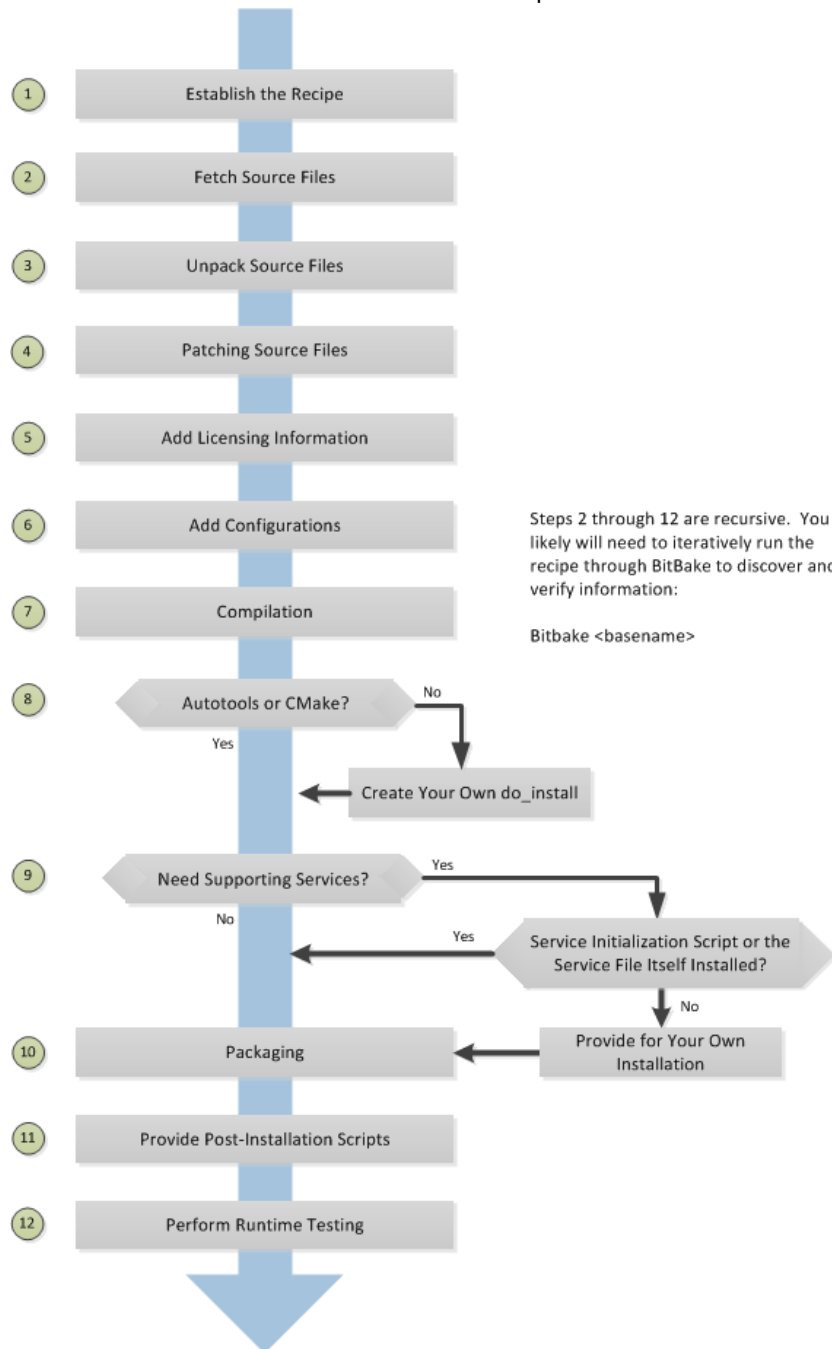 1
Establish the Recipe
2
Fetch Source Files
3
Unpack Source Files
4
Patching Source Files
5
Add Licensing Information
6
Add Configurations
Steps 2 through 12 are recursive.  You
likely will need to iteratively run the
recipe through BitBake to discover and
verify information:
Bitbake <basename>
7
Compilation
8
Autotools or CMake?
No
Yes
Create Your Own do_install
9
Need Supporting Services?
Yes
No
Yes
Service Initialization Script or the
Service File Itself Installed?
No
10
Packaging
Provide for Your Own
Installation
11
Provide Post-Installation Scripts
12
Perform Runtime Testing